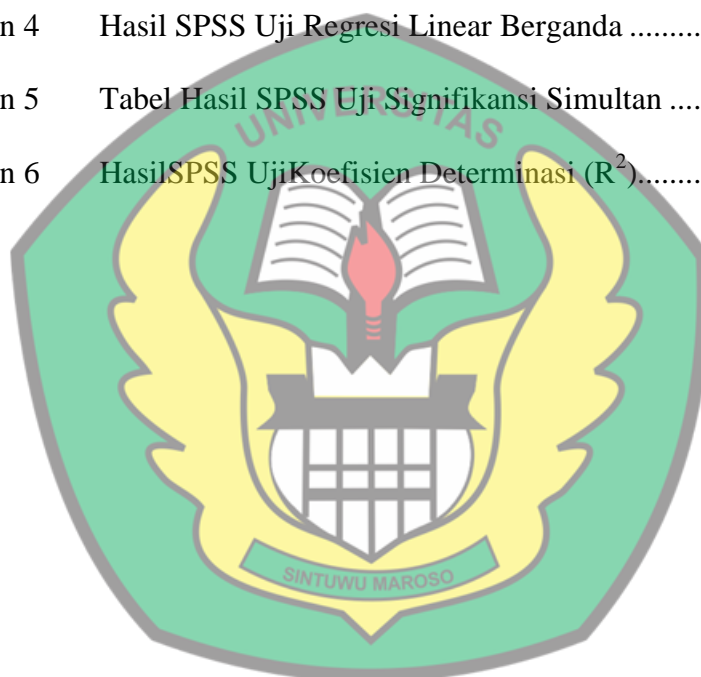 n 4 Hasil SPSS Uji Regresi Linear Berganda .........
n 5 Tabel Hasil SPSS Uji Signifikansi Simultan ....
n 6 HasilSPSS UjiKoefisien Determinasi (R²)........
UNIVERSITAS
SINTUWU MAROSO